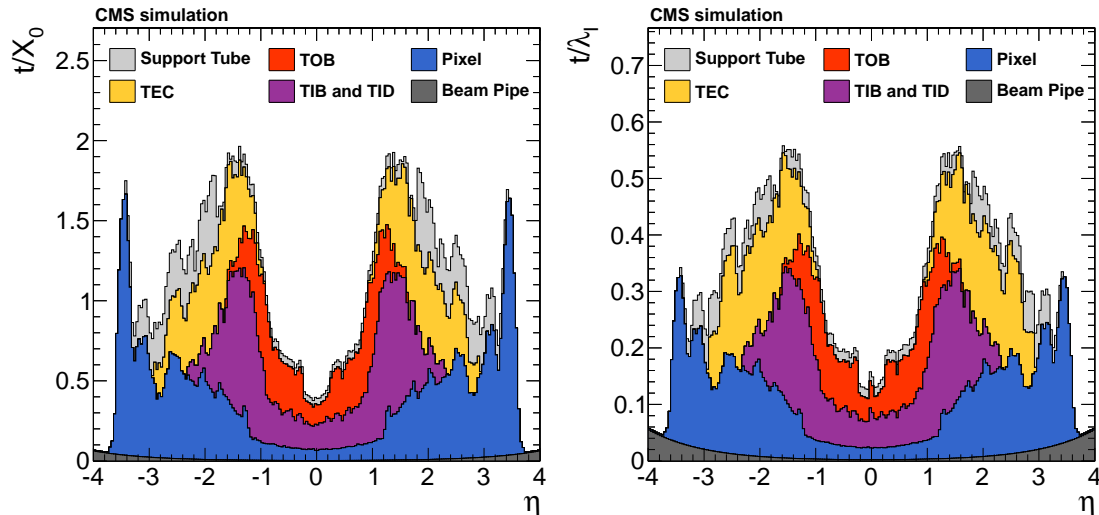 CMS simulation
t/X0
Support Tube TOB Pixel
TEC TIB and TID Beam Pipe
2.5
2
1.5
1
0.5
0
-4 -3 -2 -1 0 1 2 3 4
η
CMS simulation
t/λI
Support Tube TOB Pixel
TEC TIB and TID Beam Pipe
0.7
0.6
0.5
0.4
0.3
0.2
0.1
0
-4 -3 -2 -1 0 1 2 3 4
η